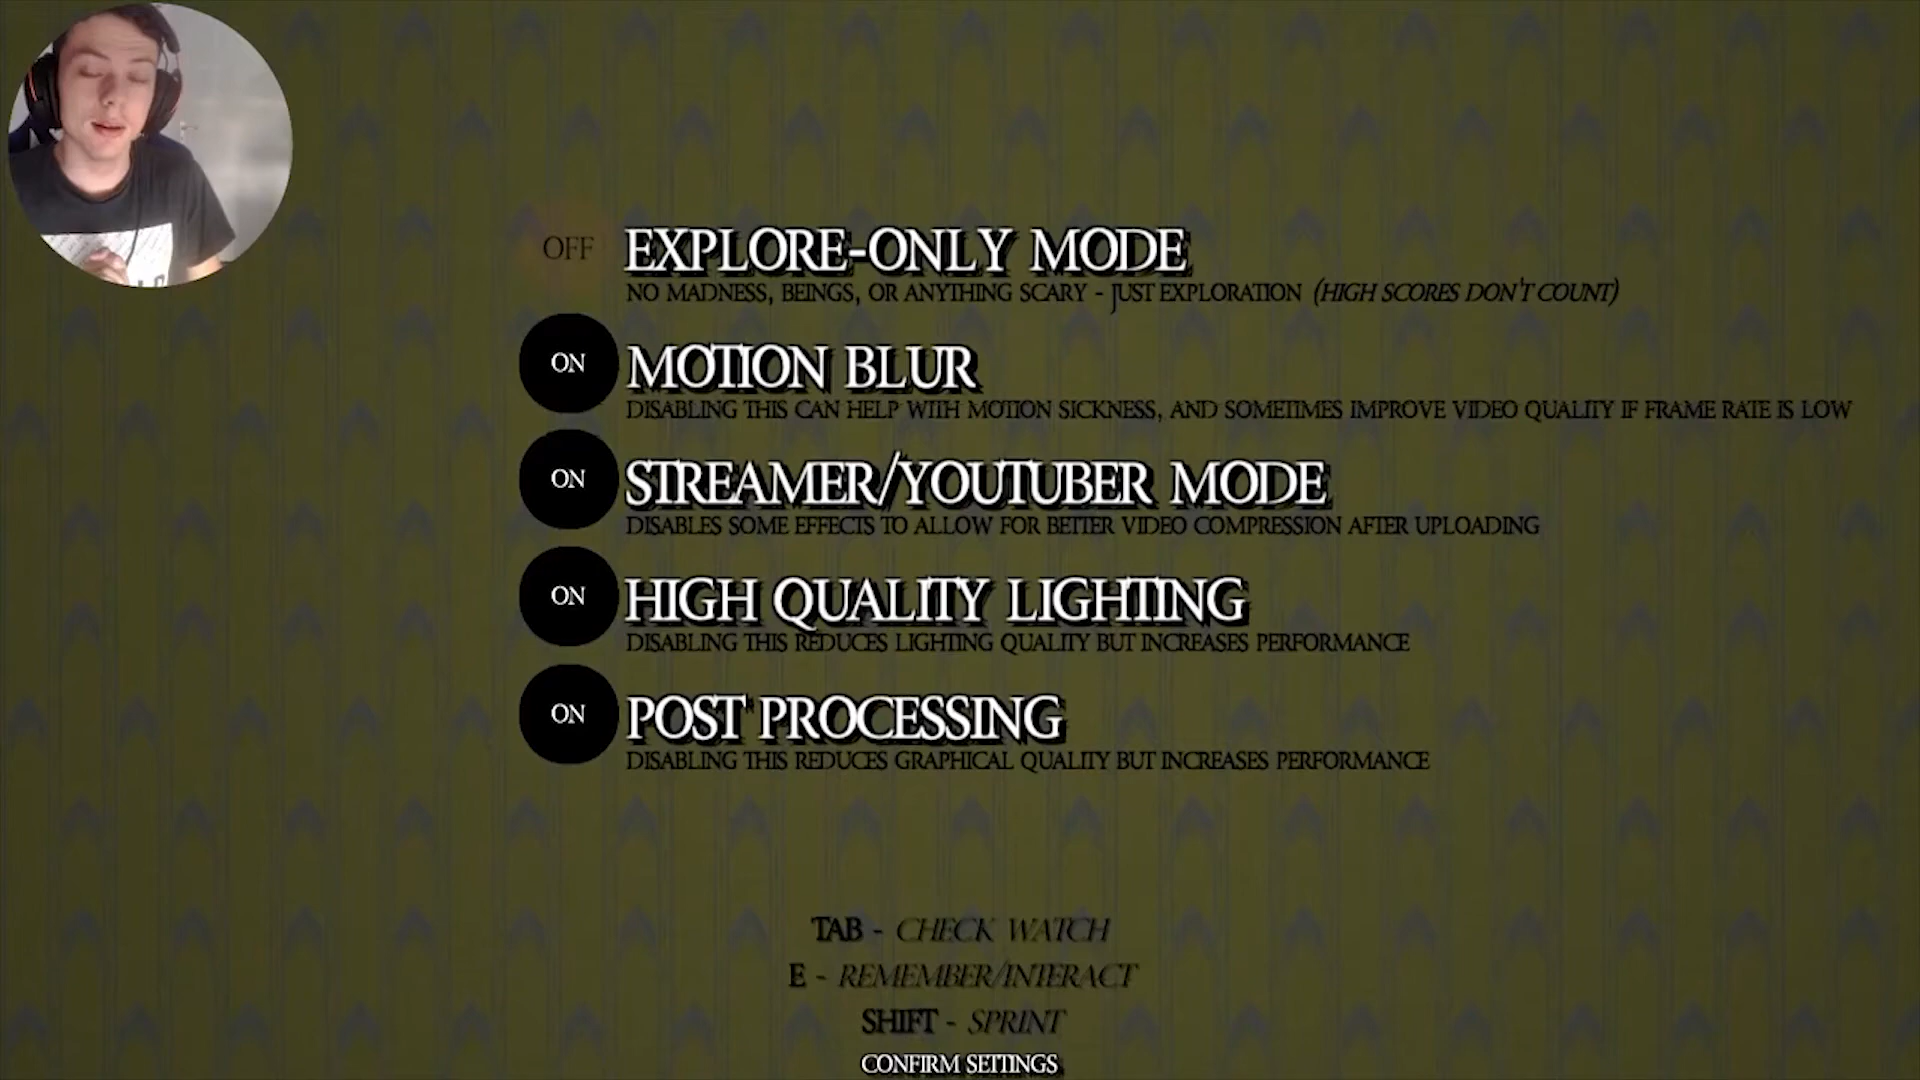 OFF EXPLORE-ONLY MODE
NO MADNESS, BEINGS, OR ANYTHING SCARY - JUST EXPLORATION (HIGH SCORES DON'T COUNT)
ON MOTION BLUR
DISABLING THIS CAN HELP WITH MOTION SICKNESS, AND SOMETIMES IMPROVE VIDEO QUALITY IF FRAME RATE IS LOW
ON STREAMER/YOUTUBER MODE
DISABLES SOME EFFECTS TO ALLOW FOR BETTER VIDEO COMPRESSION AFTER UPLOADING
ON HIGH QUALITY LIGHTING
DISABLING THIS REDUCES LIGHTING QUALITY BUT INCREASES PERFORMANCE
ON POST PROCESSING
DISABLING THIS REDUCES GRAPHICAL QUALITY BUT INCREASES PERFORMANCE
TAB - CHECK WATCH
E - REMEMBER/INTERACT
SHIFT - SPRINT
CONFIRM SETTINGS